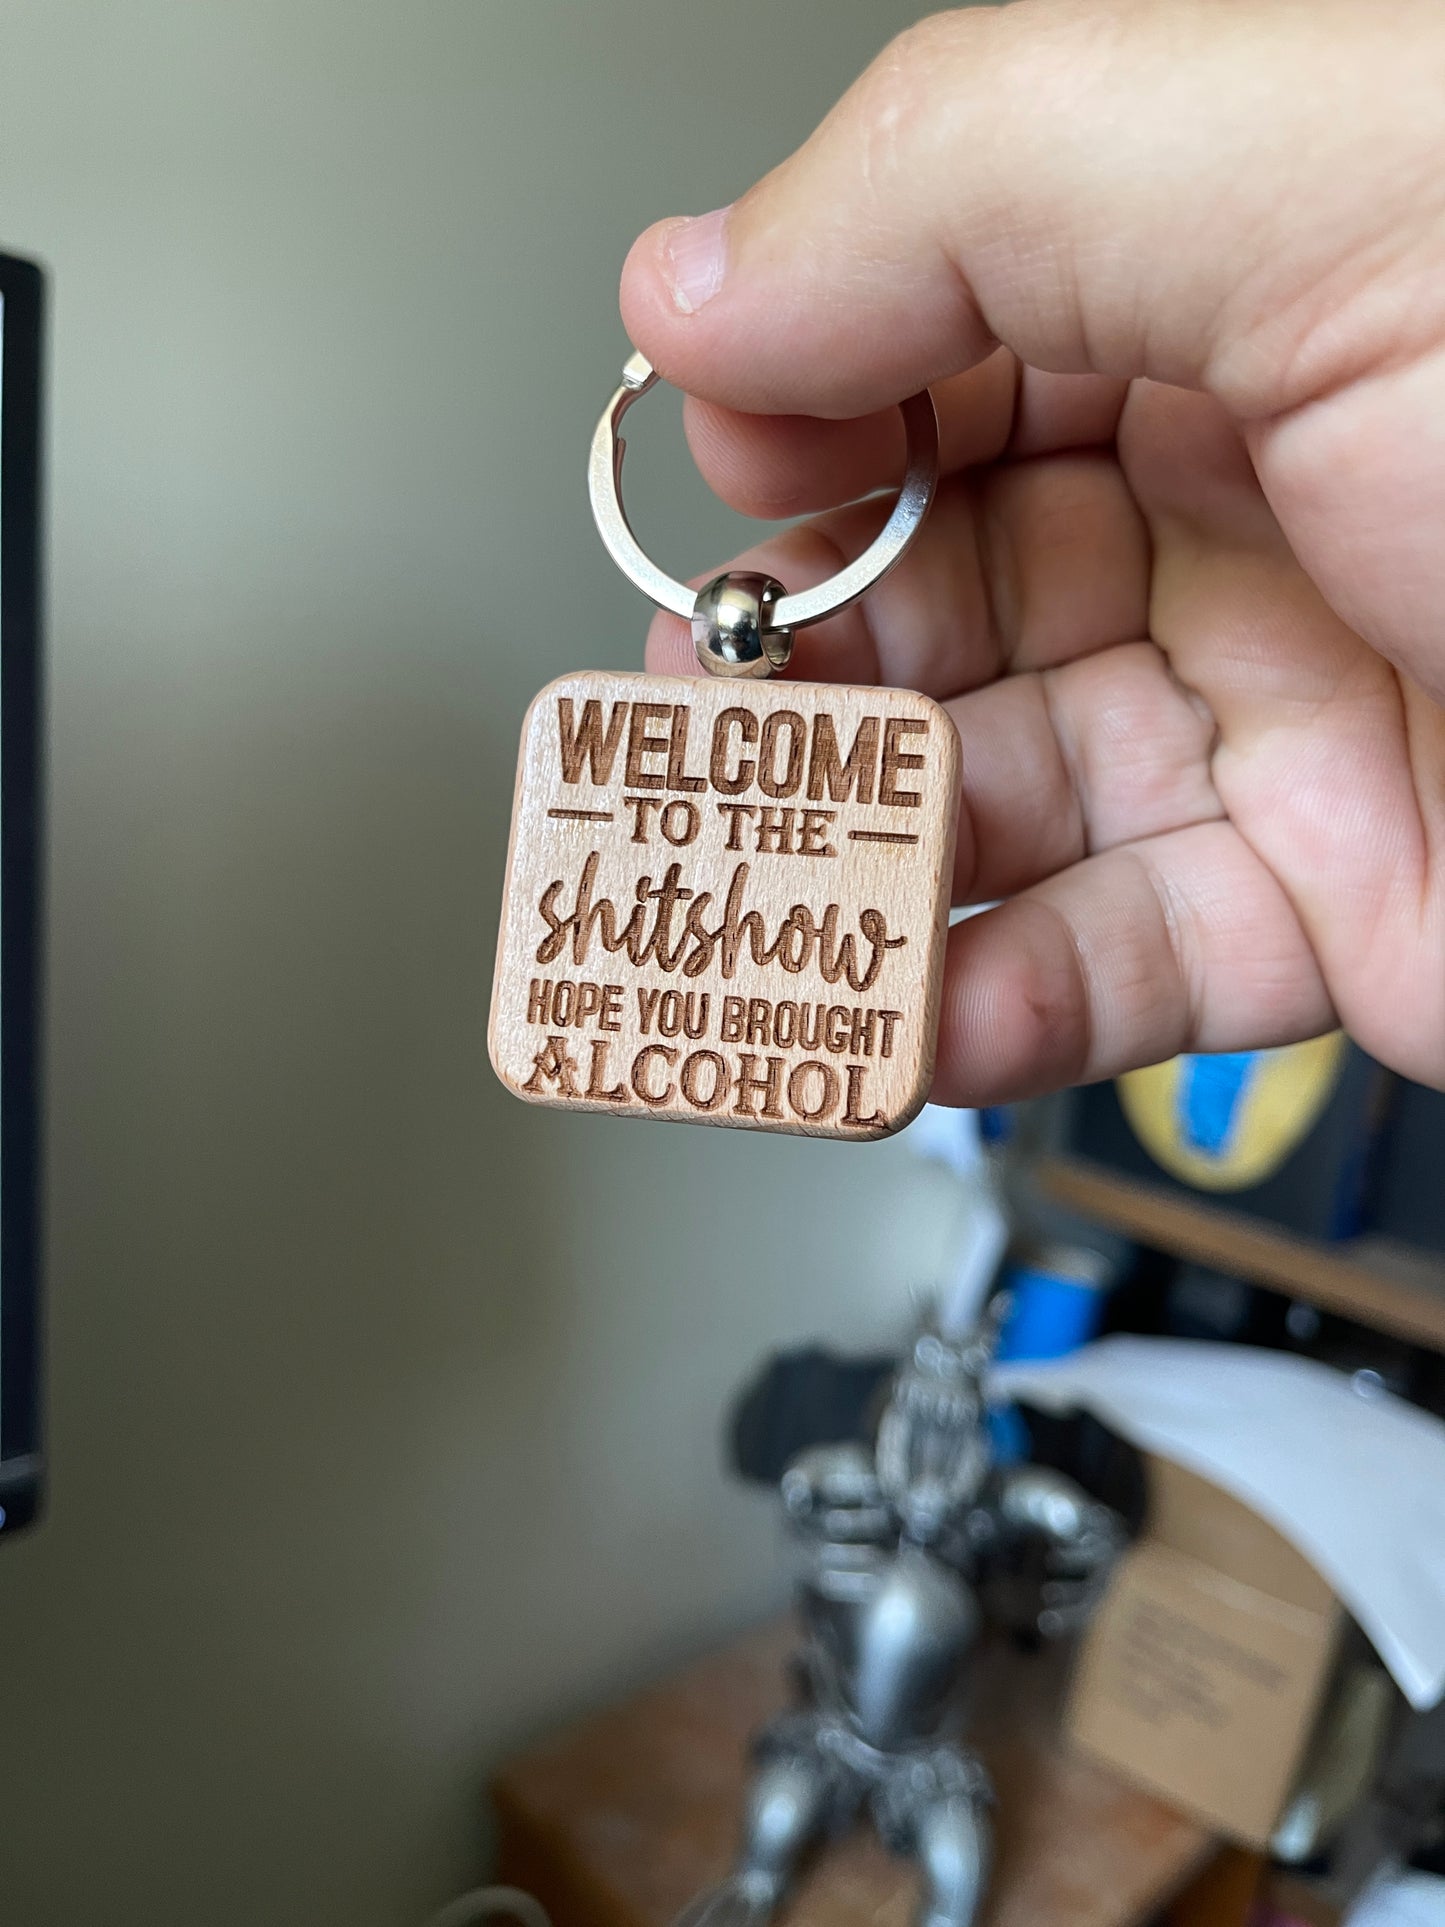 WELCOME
TO THE
shitshow
HOPE YOU BROUGHT
ALCOHOL